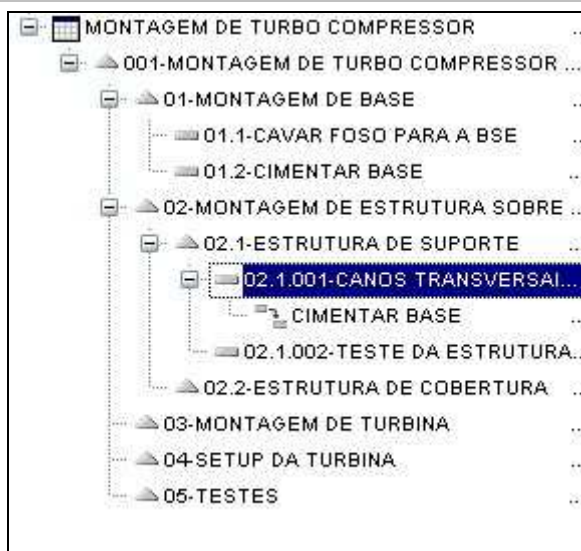 MONTAGEM DE TURBO COMPRESSOR ..
001-MONTAGEM DE TURBO COMPRESSOR ...
01-MONTAGEM DE BASE ..
01.1-CAVAR FOSO PARA A BSE ..
01.2-CIMENTAR BASE ..
02-MONTAGEM DE ESTRUTURA SOBRE ...
02.1-ESTRUTURA DE SUPORTE ..
02.1.001-CANOS TRANSVERSAI...
CIMENTAR BASE ..
02.1.002-TESTE DA ESTRUTURA..
02.2-ESTRUTURA DE COBERTURA ..
03-MONTAGEM DE TURBINA ..
04-SETUP DA TURBINA ..
05-TESTES ..